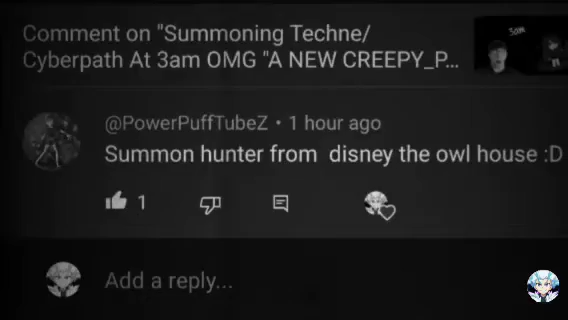 Comment on "Summoning Techne/
Cyberpath At 3am OMG "A NEW CREEPY_P...
3am
@PowerPuffTubeZ • 1 hour ago
Summon hunter from disney the owl house :D
1
Add a reply...